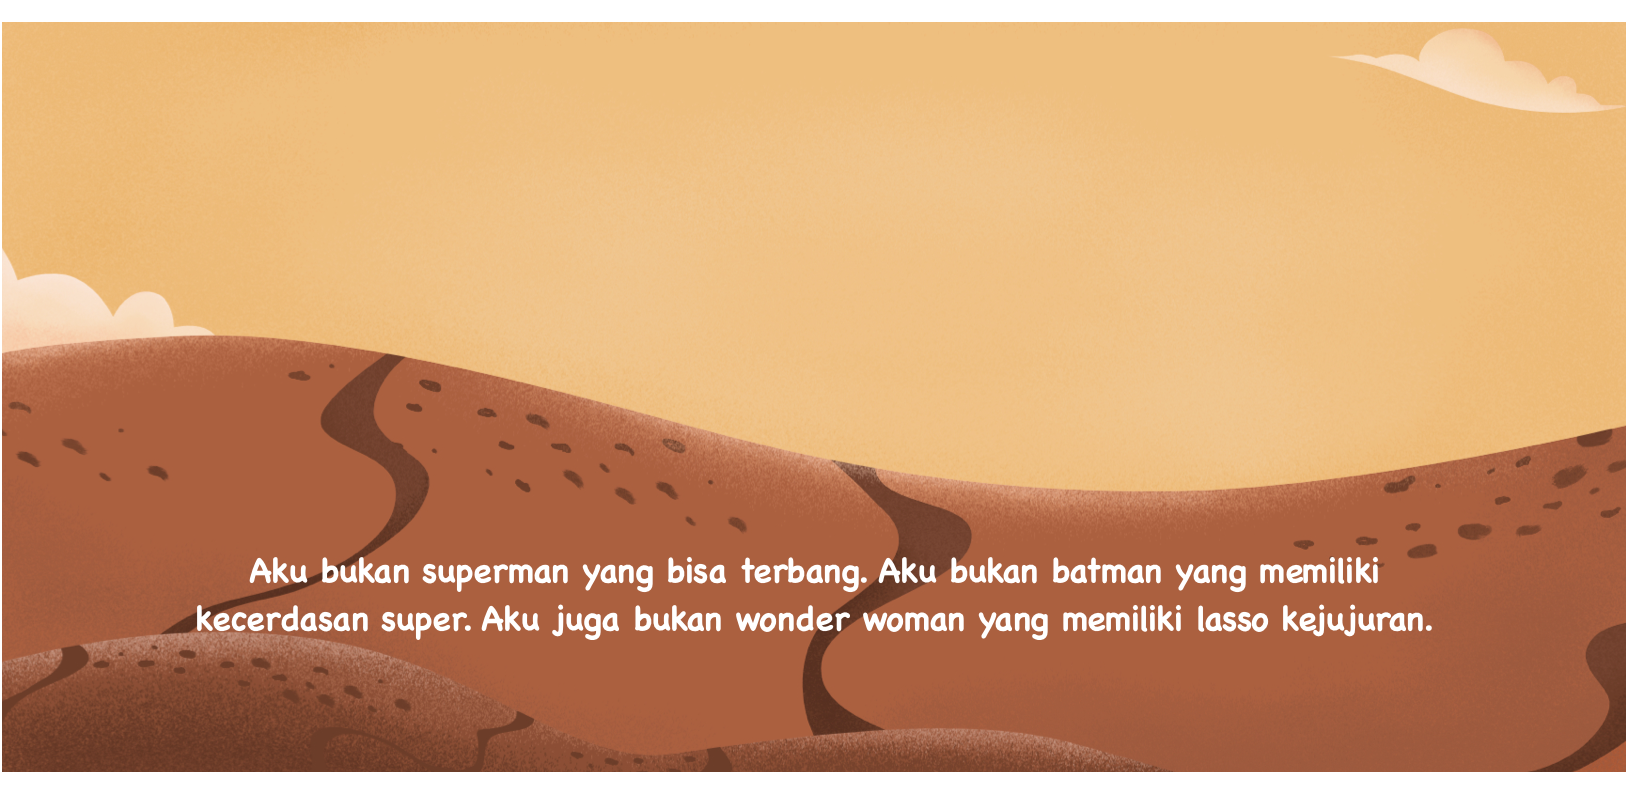 Aku bukan superman yang bisa terbang. Aku bukan batman yang memiliki
kecerdasan super. Aku juga bukan wonder woman yang memiliki lasso kejujuran.